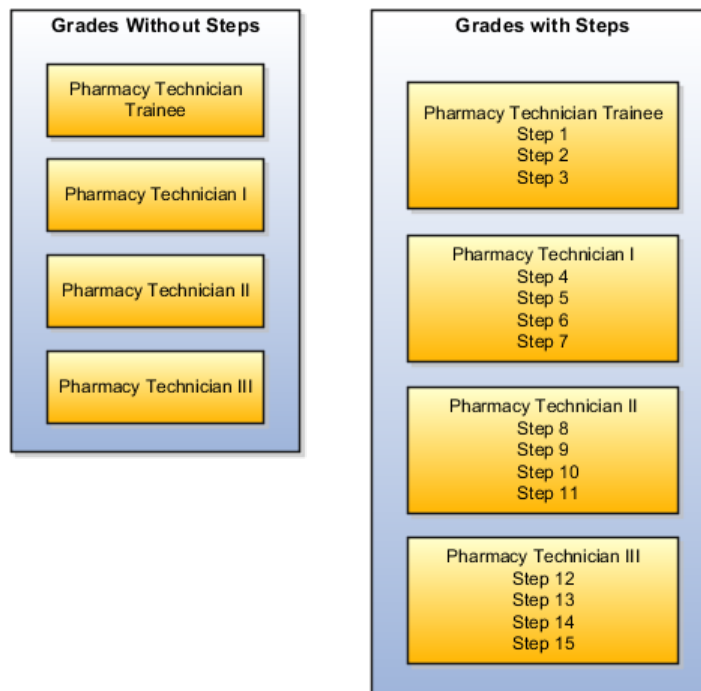 Grades Without Steps
Pharmacy Technician
Trainee
Pharmacy Technician I
Pharmacy Technician II
Pharmacy Technician III
Grades with Steps
Pharmacy Technician Trainee
Step 1
Step 2
Step 3
Pharmacy Technician I
Step 4
Step 5
Step 6
Step 7
Pharmacy Technician II
Step 8
Step 9
Step 10
Step 11
Pharmacy Technician III
Step 12
Step 13
Step 14
Step 15